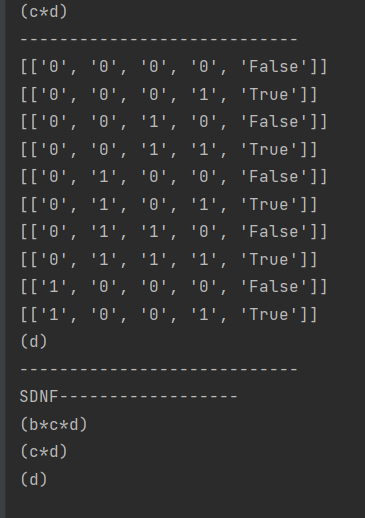 (c*d)
----------------------------
[['0', '0', '0', '0', 'False']]
[['0', '0', '0', '1', 'True']]
[['0', '0', '1', '0', 'False']]
[['0', '0', '1', '1', 'True']]
[['0', '1', '0', '0', 'False']]
[['0', '1', '0', '1', 'True']]
[['0', '1', '1', '0', 'False']]
[['0', '1', '1', '1', 'True']]
[['1', '0', '0', '0', 'False']]
[['1', '0', '0', '1', 'True']]
(d)
----------------------------
SDNF------------------
(b*c*d)
(c*d)
(d)